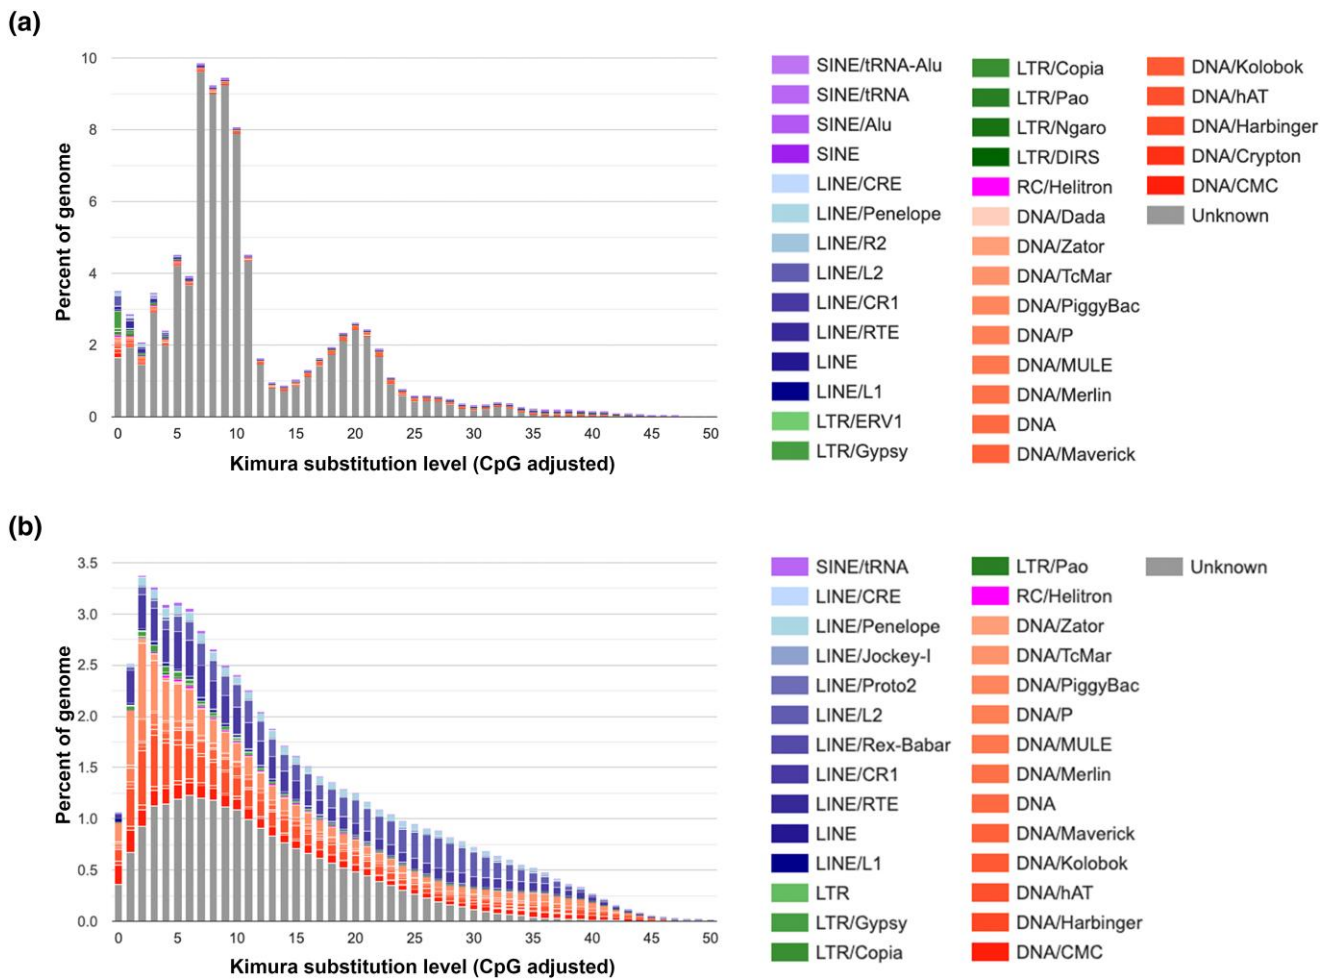 (a)
10
8
6
4
2
0
Percent of genome
0 5 10 15 20 25 30 35 40 45 50
Kimura substitution level (CpG adjusted)
SINE/tRNA-Alu
SINE/tRNA
SINE/Alu
SINE
LINE/CRE
LINE/Penelope
LINE/R2
LINE/L2
LINE/CR1
LINE/RTE
LINE
LINE/L1
LTR/ERV1
LTR/Gypsy
LTR/Copia
LTR/Pao
LTR/Ngaro
LTR/DIRS
RC/Helitron
DNA/Dada
DNA/Zator
DNA/TcMar
DNA/PiggyBac
DNA/P
DNA/MULE
DNA/Merlin
DNA
DNA/Maverick
DNA/Kolobok
DNA/hAT
DNA/Harbinger
DNA/Crypton
DNA/CMC
Unknown
(b)
3.5
3.0
2.5
2.0
1.5
1.0
0.5
0.0
Percent of genome
0 5 10 15 20 25 30 35 40 45 50
Kimura substitution level (CpG adjusted)
SINE/tRNA
LINE/CRE
LINE/Penelope
LINE/Jockey-I
LINE/Proto2
LINE/L2
LINE/Rex-Babar
LINE/CR1
LINE/RTE
LINE
LINE/L1
LTR
LTR/Gypsy
LTR/Copia
LTR/Pao
RC/Helitron
DNA/Zator
DNA/TcMar
DNA/PiggyBac
DNA/P
DNA/MULE
DNA/Merlin
DNA
DNA/Maverick
DNA/Kolobok
DNA/hAT
DNA/Harbinger
DNA/CMC
Unknown